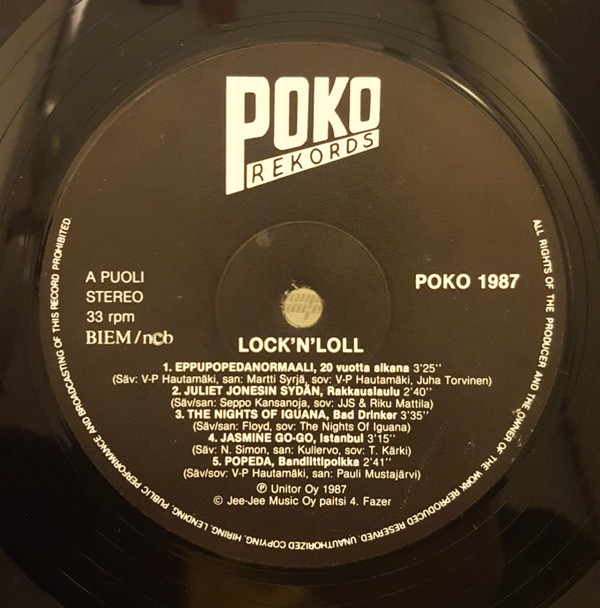 POKO
REKORDS
A PUOLI
STEREO
33 rpm
BIEM/ncb
POKO 1987
LOCK'N'LOLL
1. EPPUPOPEDANORMAALI, 20 vuotta sikana 3'25''
(Säv: V-P Hautamäki, san: Martti Syrjä, sov: V-P Hautamäki, Juha Torvinen)
2. JULIET JONESIN SYDÄN, Rakkauslaulu 2'40''
(Säv/san: Seppo Kansanoja, sov: JJS & Riku Mattila)
3. THE NIGHTS OF IGUANA, Bad Drinker 3'35''
(Säv/san: Floyd, sov: The Nights Of Iguana)
4. JASMINE GO-GO, Istanbul 3'15''
(Säv: N. Simon, san: Kullervo, sov: T. Kärki)
5. POPEDA, Bandiittipoikka 2'41''
(Säv/sov: V-P Hautamäki, san: Pauli Mustajärvi)
℗ Unitor Oy 1987
© Jee-Jee Music Oy paitsi 4. Fazer
ALL RIGHTS OF THE PRODUCER AND THE OWNER OF THE WORK REPRODUCED RESERVED. UNAUTHORIZED COPYING, HIRING, LENDING, PUBLIC PERFORMANCE AND BROADCASTING OF THIS RECORD PROHIBITED.